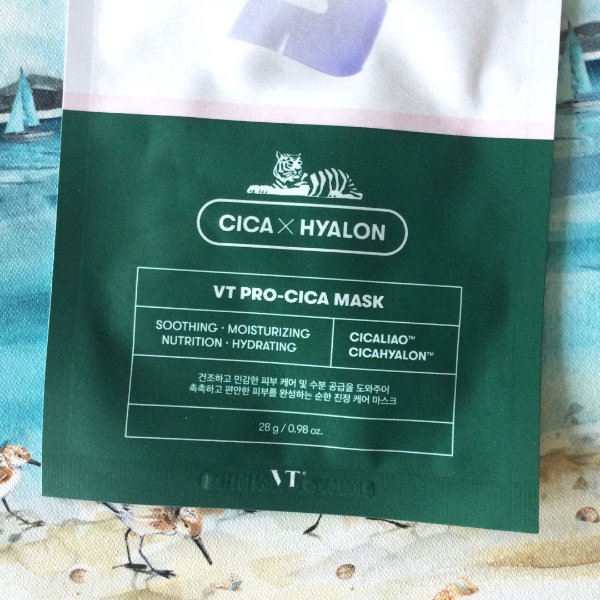 CICA × HYALON
VT PRO-CICA MASK
SOOTHING · MOISTURIZING
NUTRITION · HYDRATING
CICALIAO™
CICAHYALON™
건조하고 민감한 피부 케어 및 수분 공급을 도와주어
촉촉하고 편안한 피부를 완성하는 순한 진정 케어 마스크
28 g / 0.98 oz.
VT